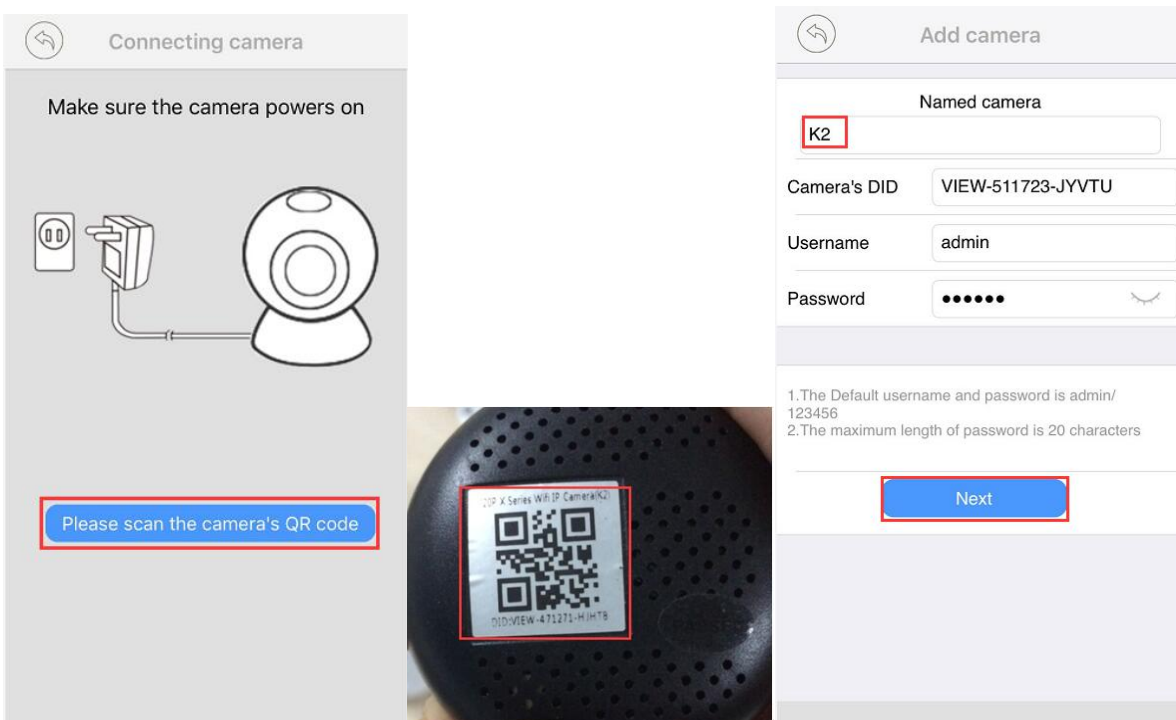 Connecting camera
Make sure the camera powers on
Please scan the camera's QR code
20P X Series Wifi IP Camera(K2)
DID:VIEW-471271-HJHTB
Add camera
Named camera
K2
Camera's DID VIEW-511723-JYVTU
Username admin
Password ●●●●●●
1.The Default username and password is admin/
123456
2.The maximum length of password is 20 characters
Next